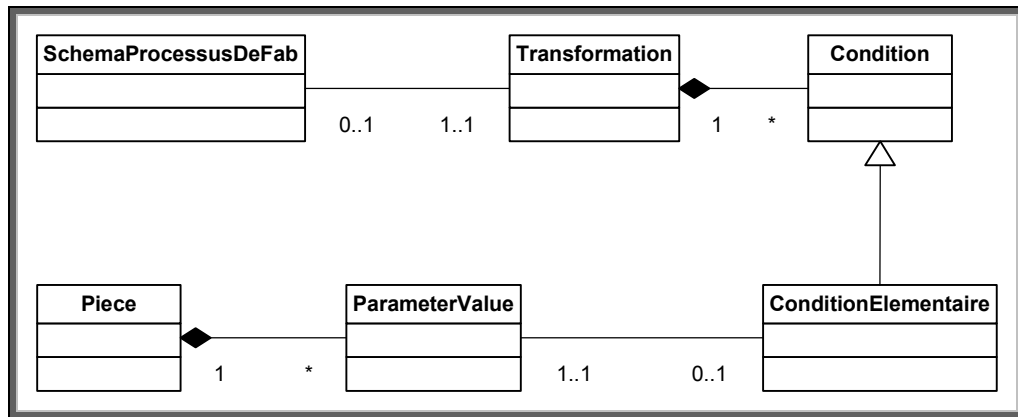 SchemaProcessusDeFab Transformation Condition
0..1 1..1 1 *
Piece ParameterValue ConditionElementaire
1 * 1..1 0..1